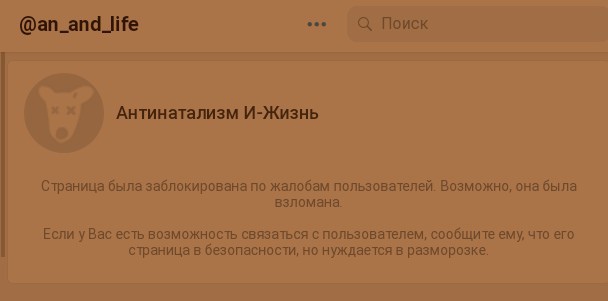 @an_and_life
Поиск
Антинатализм И-Жизнь
Страница была заблокирована по жалобам пользователей. Возможно, она была
взломана.
Если у Вас есть возможность связаться с пользователем, сообщите ему, что его
страница в безопасности, но нуждается в разморозке.